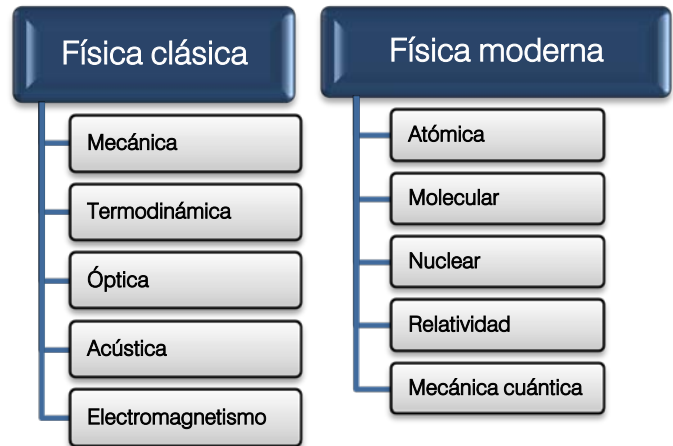 Física clásica
Mecánica
Termodinámica
Óptica
Acústica
Electromagnetismo
Física moderna
Atómica
Molecular
Nuclear
Relatividad
Mecánica cuántica